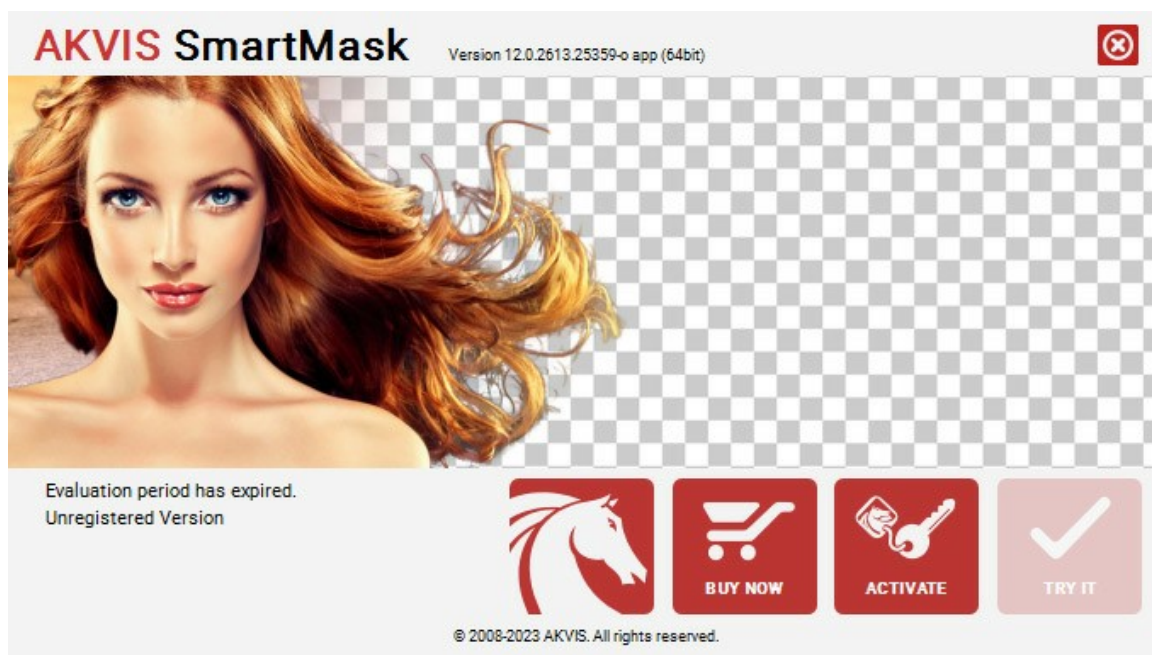 AKVIS SmartMask Version 12.0.2613.25359-o app (64bit)
Evaluation period has expired.
Unregistered Version
BUY NOW ACTIVATE TRY IT
© 2008-2023 AKVIS. All rights reserved.